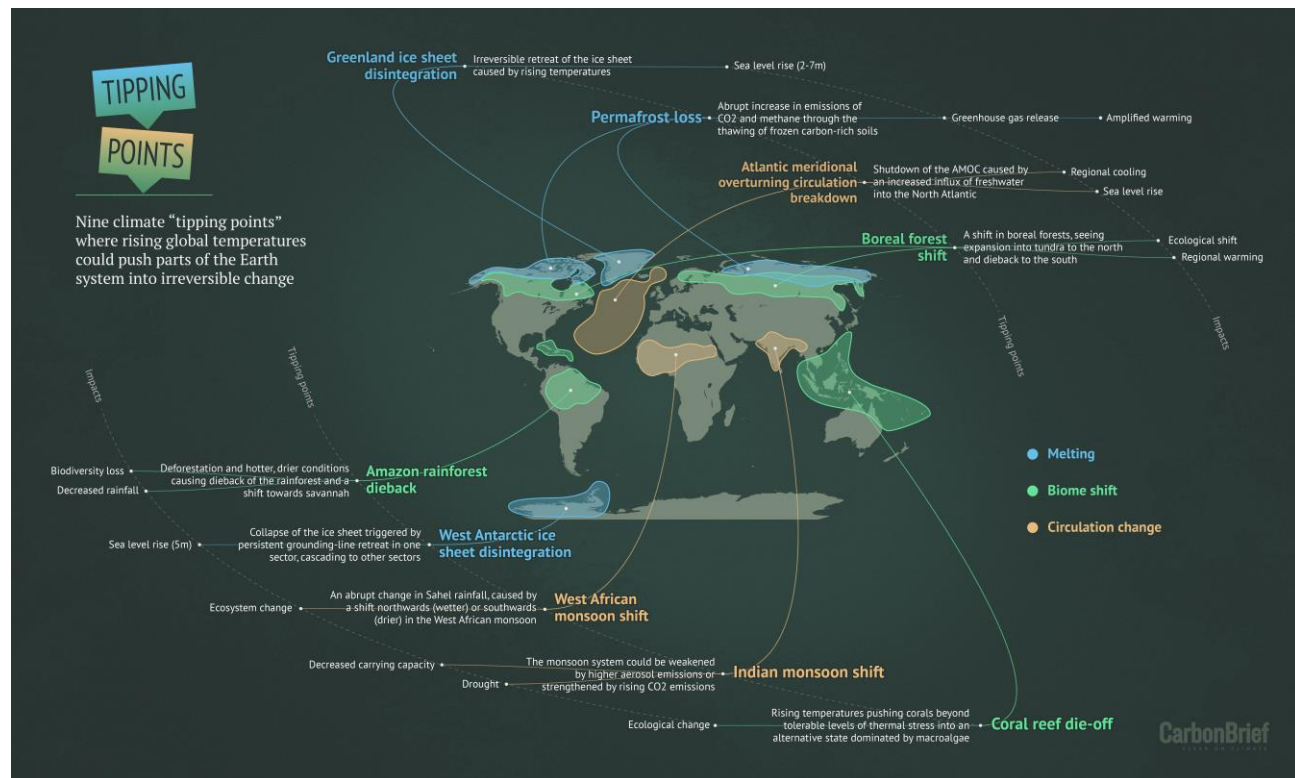 TIPPING
POINTS
Nine climate “tipping points”
where rising global temperatures
could push parts of the Earth
system into irreversible change
Greenland ice sheet
disintegration
Irreversible retreat of the ice sheet
caused by rising temperatures
Sea level rise (2-7m)
Permafrost loss
Abrupt increase in emissions of
CO2 and methane through the
thawing of frozen carbon-rich soils
Greenhouse gas release
Amplified warming
Atlantic meridional
overturning circulation
breakdown
Shutdown of the AMOC caused by
an increased influx of freshwater
into the North Atlantic
Regional cooling
Sea level rise
Boreal forest
shift
A shift in boreal forests, seeing
expansion into tundra to the north
and dieback to the south
Ecological shift
Regional warming
Tipping points
Impacts
Impacts
Tipping points
Biodiversity loss
Decreased rainfall
Deforestation and hotter, drier conditions
causing dieback of the rainforest and a
shift towards savannah
Amazon rainforest
dieback
Melting
Biome shift
Circulation change
Sea level rise (5m)
Collapse of the ice sheet triggered by
persistent grounding-line retreat in one
sector, cascading to other sectors
West Antarctic ice
sheet disintegration
Ecosystem change
An abrupt change in Sahel rainfall, caused by
a shift northwards (wetter) or southwards
(drier) in the West African monsoon
West African
monsoon shift
Decreased carrying capacity
Drought
The monsoon system could be weakened
by higher aerosol emissions or
strengthened by rising CO2 emissions
Indian monsoon shift
Ecological change
Rising temperatures pushing corals beyond
tolerable levels of thermal stress into an
alternative state dominated by macroalgae
Coral reef die-off
CarbonBrief
CLEAR ON CLIMATE